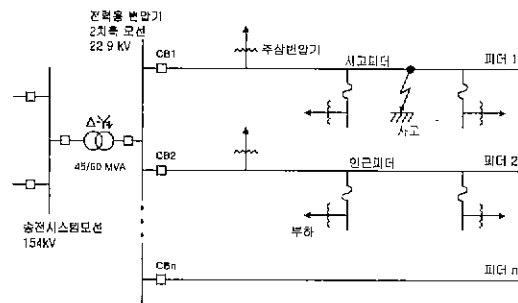 전력용 변압기
2차측 모선
22.9 kV
CB1
주상변압기
사고피더
피더 1
사고
Δ-Y
45/60 MVA
CB2
인근피더
피더 2
부하
송전시스템모선
154kV
CBn
피더 n